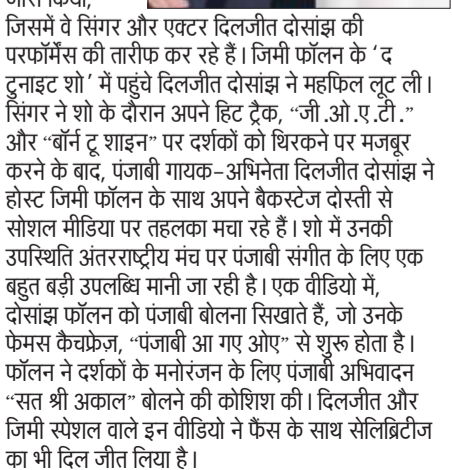 जारी किया,
जिसमें वे सिंगर और एक्टर दिलजीत दोसांझ की
परफॉर्मेंस की तारीफ कर रहे हैं। जिमी फॉलन के ‘द
टुनाइट शो’ में पहुंचे दिलजीत दोसांझ ने महफिल लूट ली।
सिंगर ने शो के दौरान अपने हिट ट्रैक, “जी.ओ.ए.टी.”
और “बॉर्न टू शाइन” पर दर्शकों को थिरकने पर मजबूर
करने के बाद, पंजाबी गायक-अभिनेता दिलजीत दोसांझ ने
होस्ट जिमी फॉलन के साथ अपने बैकस्टेज दोस्ती से
सोशल मीडिया पर तहलका मचा रहे हैं। शो में उनकी
उपस्थिति अंतरराष्ट्रीय मंच पर पंजाबी संगीत के लिए एक
बहुत बड़ी उपलब्धि मानी जा रही है। एक वीडियो में,
दोसांझ फॉलन को पंजाबी बोलना सिखाते हैं, जो उनके
फेमस कैचफ्रेज़, “पंजाबी आ गए ओए” से शुरू होता है।
फॉलन ने दर्शकों के मनोरंजन के लिए पंजाबी अभिवादन
“सत श्री अकाल” बोलने की कोशिश की। दिलजीत और
जिमी स्पेशल वाले इन वीडियो ने फैंस के साथ सेलिब्रिटीज
का भी दिल जीत लिया है।